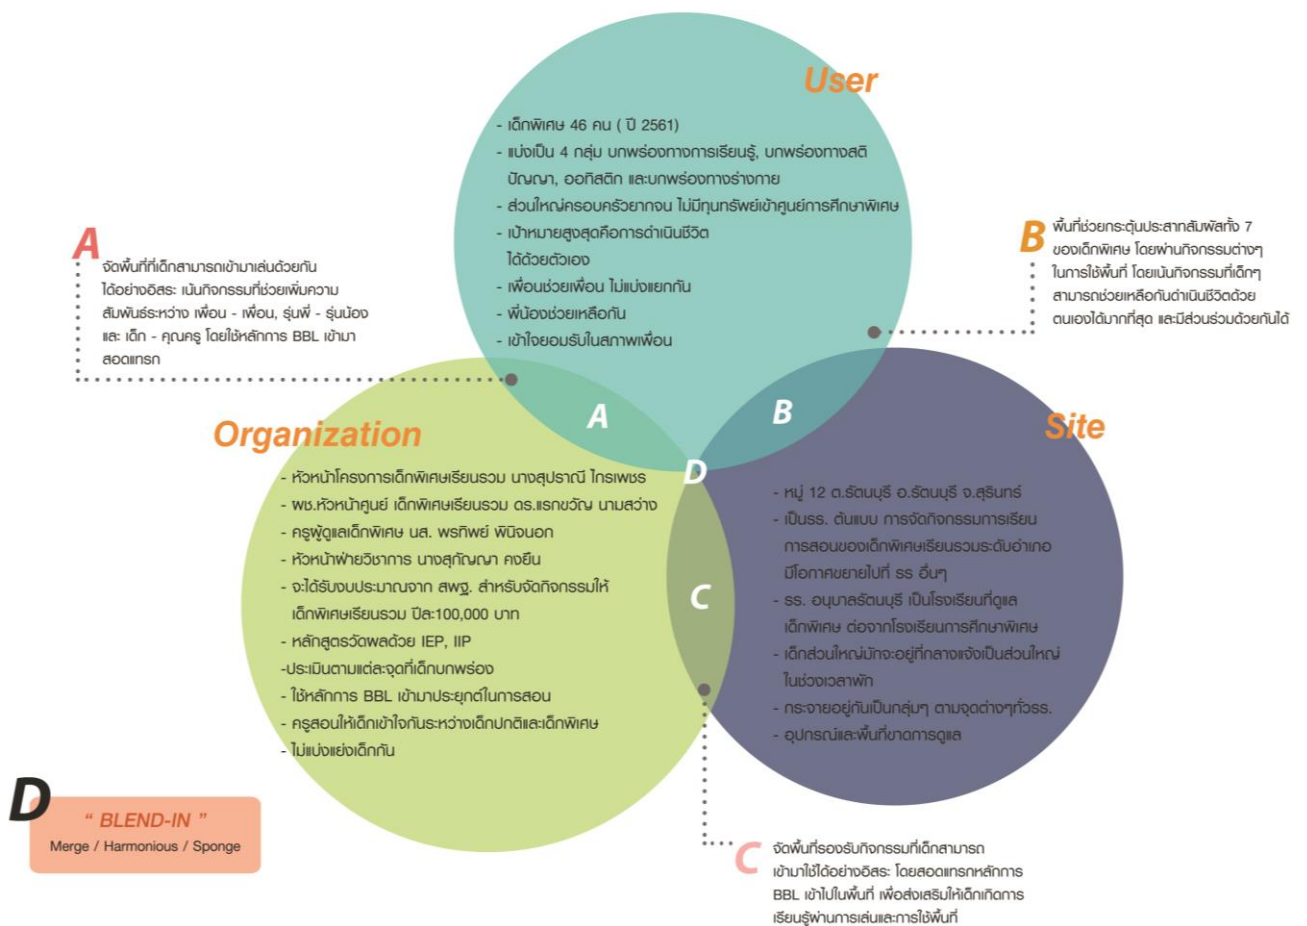 User
- เด็กพิเศษ 46 คน ( ปี 2561)
- แบ่งเป็น 4 กลุ่ม บกพร่องทางการเรียนรู้, บกพร่องทางสติ
ปัญญา, ออทิสติก และบกพร่องทางร่างกาย
- ส่วนใหญ่ครอบครัวยากจน ไม่มีทุนทรัพย์เข้าศูนย์การศึกษาพิเศษ
- เป้าหมายสูงสุดคือการดำเนินชีวิต
ได้ด้วยตัวเอง
- เพื่อนช่วยเพื่อน ไม่แบ่งแยกกัน
- พี่น้องช่วยเหลือกัน
- เข้าใจยอมรับในสภาพเพื่อน
A
จัดพื้นที่ที่เด็กสามารถเข้ามาเล่นด้วยกัน
ได้อย่างอิสระ เน้นกิจกรรมที่ช่วยเพิ่มความ
สัมพันธ์ระหว่าง เพื่อน - เพื่อน, รุ่นพี่ - รุ่นน้อง
และ เด็ก - คุณครู โดยใช้หลักการ BBL เข้ามา
สอดแทรก
B
พื้นที่ช่วยกระตุ้นประสาทสัมพัสทั้ง 7
ของเด็กพิเศษ โดยผ่านกิจกรรมต่างๆ
ในการใช้พื้นที่ โดยเน้นกิจกรรมที่เด็กๆ
สามารถช่วยเหลือกันดำเนินชีวิตด้วย
ตนเองได้มากที่สุด และมีส่วนร่วมด้วยกันได้
A
B
D
C
Organization
- หัวหน้าโครงการเด็กพิเศษเรียนรวม นางสุปราณี ไกรเพชร
- ผช.หัวหน้าศูนย์ เด็กพิเศษเรียนรวม ดร.แรกขวัญ นามสว่าง
- ครูผู้ดูแลเด็กพิเศษ นส. พรทิพย์ พินิจนอก
- หัวหน้าฝ่ายวิชาการ นางสุกัญญา คงยืน
- จะได้รับงบประมาณจาก สพฐ. สำหรับจัดกิจกรรมให้
เด็กพิเศษเรียนรวม ปีละ100,000 บาท
- หลักสูตรวัดผลด้วย IEP, IIP
-ประเมินตามแต่ละจุดที่เด็กบกพร่อง
- ใช้หลักการ BBL เข้ามาประยุกต์ในการสอน
- ครูสอนให้เด็กเข้าใจกันระหว่างเด็กปกติและเด็กพิเศษ
- ไม่แบ่งแย่งเด็กกัน
Site
- หมู่ 12 ต.รัตนบุรี อ.รัตนบุรี จ.สุรินทร์
- เป็นรร. ต้นแบบ การจัดกิจกรรมการเรียน
การสอนของเด็กพิเศษเรียนรวมระดับอำเภอ
มีโอกาศขยายไปที่ รร อื่นๆ
- รร. อนุบาลรัตนบุรี เป็นโรงเรียนที่ดูแล
เด็กพิเศษ ต่อจากโรงเรียนการศึกษาพิเศษ
- เด็กส่วนใหญ่มักจะอยู่ที่กลางแจ้งเป็นส่วนใหญ่
ในช่วงเวลาพัก
- กระจายอยู่กันเป็นกลุ่มๆ ตามจุดต่างๆทั่วรร.
- อุปกรณ์และพื้นที่ขาดการดูแล
D
“ BLEND-IN ”
Merge / Harmonious / Sponge
C
จัดพื้นที่รองรับกิจกรรมที่เด็กสามารถ
เข้ามาใช้ได้อย่างอิสระ โดยสอดแทรกหลักการ
BBL เข้าไปในพื้นที่ เพื่อส่งเสริมให้เด็กเกิดการ
เรียนรู้ผ่านการเล่นและการใช้พื้นที่